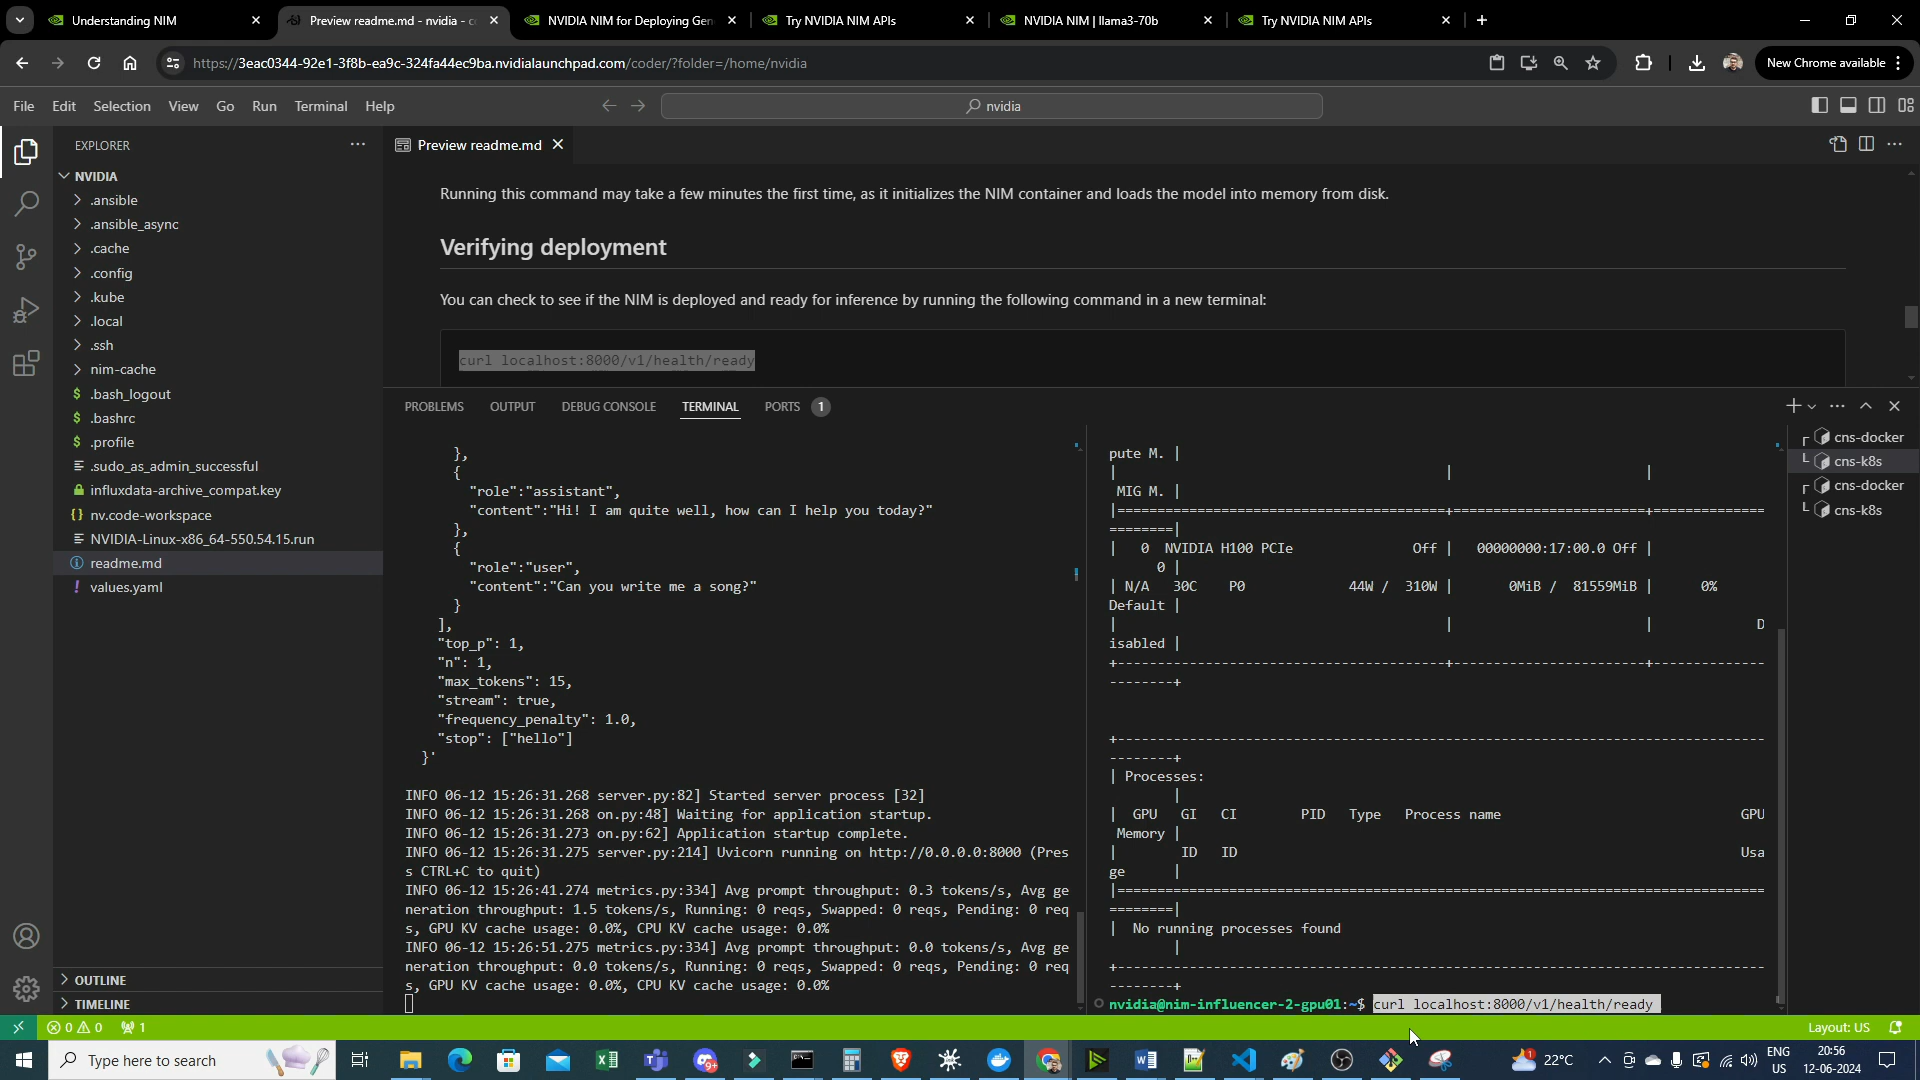 Understanding NIM
Preview readme.md - nvidia - c
NVIDIA NIM for Deploying Gen
Try NVIDIA NIM APIs
NVIDIA NIM | llama3-70b
Try NVIDIA NIM APIs
https://3eac0344-92e1-3f8b-ea9c-324fa44ec9ba.nvidialaunchpad.com/coder/?folder=/home/nvidia
New Chrome available
File Edit Selection View Go Run Terminal Help
nvidia
EXPLORER
NVIDIA
.ansible
.ansible_async
.cache
.config
.kube
.local
.ssh
nim-cache
$ .bash_logout
$ .bashrc
$ .profile
.sudo_as_admin_successful
influxdata-archive_compat.key
{} nv.code-workspace
NVIDIA-Linux-x86_64-550.54.15.run
readme.md
! values.yaml
OUTLINE
TIMELINE
Preview readme.md
Running this command may take a few minutes the first time, as it initializes the NIM container and loads the model into memory from disk.
Verifying deployment
You can check to see if the NIM is deployed and ready for inference by running the following command in a new terminal:
curl localhost:8000/v1/health/ready
PROBLEMS OUTPUT DEBUG CONSOLE TERMINAL PORTS 1
},
{
"role":"assistant",
"content":"Hi! I am quite well, how can I help you today?"
},
{
"role":"user",
"content":"Can you write me a song?"
}
],
"top_p": 1,
"n": 1,
"max_tokens": 15,
"stream": true,
"frequency_penalty": 1.0,
"stop": ["hello"]
}'
INFO 06-12 15:26:31.268 server.py:82] Started server process [32]
INFO 06-12 15:26:31.268 on.py:48] Waiting for application startup.
INFO 06-12 15:26:31.273 on.py:62] Application startup complete.
INFO 06-12 15:26:31.275 server.py:214] Uvicorn running on http://0.0.0.0:8000 (Pres
s CTRL+C to quit)
INFO 06-12 15:26:41.274 metrics.py:334] Avg prompt throughput: 0.3 tokens/s, Avg ge
neration throughput: 1.5 tokens/s, Running: 0 reqs, Swapped: 0 reqs, Pending: 0 req
s, GPU KV cache usage: 0.0%, CPU KV cache usage: 0.0%
INFO 06-12 15:26:51.275 metrics.py:334] Avg prompt throughput: 0.0 tokens/s, Avg ge
neration throughput: 0.0 tokens/s, Running: 0 reqs, Swapped: 0 reqs, Pending: 0 req
s, GPU KV cache usage: 0.0%, CPU KV cache usage: 0.0%
pute M. |
| | |
MIG M. |
|=========================================+========================+==============
========|
| 0 NVIDIA H100 PCIe Off | 00000000:17:00.0 Off |
0 |
| N/A 30C P0 44W / 310W | 0MiB / 81559MiB | 0%
Default |
| | | D
isabled |
+-----------------------------------------+------------------------+--------------
--------+
+---------------------------------------------------------------------------------
--------+
| Processes:
|
| GPU GI CI PID Type Process name GPU
Memory |
| ID ID Usa
ge |
|=================================================================================
========|
| No running processes found
|
+---------------------------------------------------------------------------------
--------+
nvidia@nim-influencer-2-gpu01:~$ curl localhost:8000/v1/health/ready
cns-docker
cns-k8s
cns-docker
cns-k8s
0 0 1
Layout: US
Type here to search
9+
1
22°C
ENG
US
20:56
12-06-2024